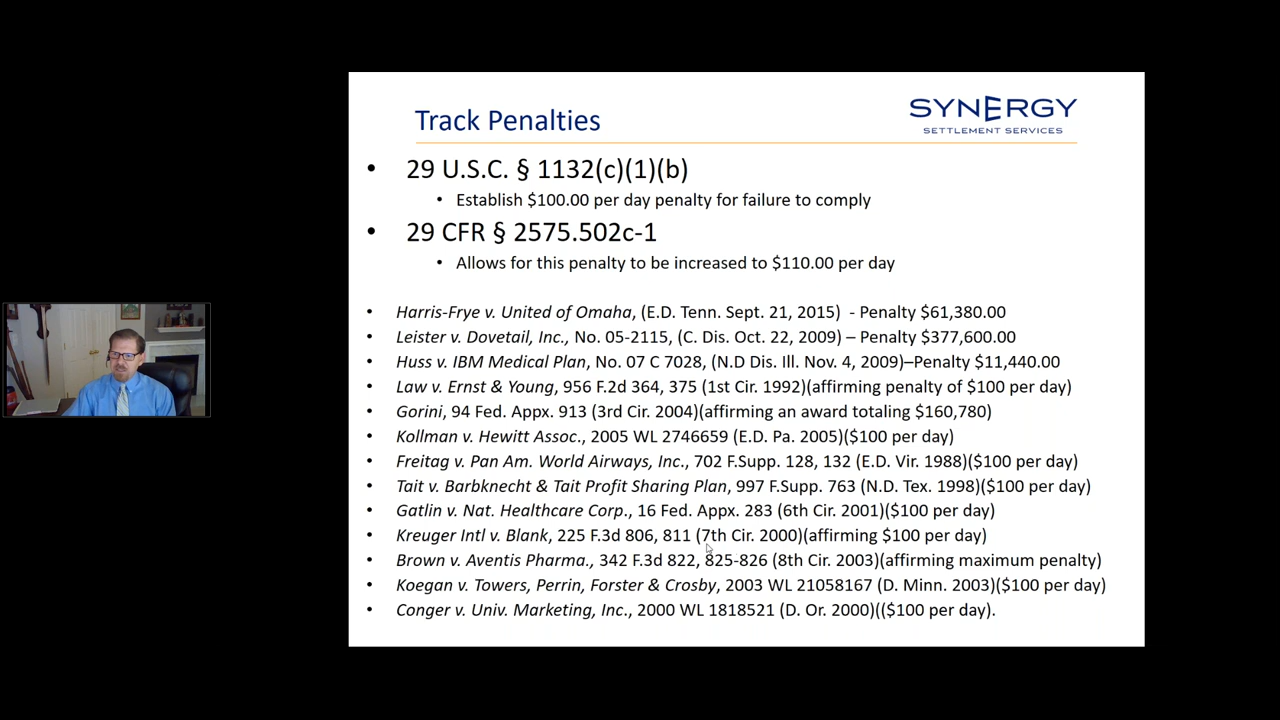 SYNERGY
SETTLEMENT SERVICES
Track Penalties
• 29 U.S.C. § 1132(c)(1)(b)
• Establish $100.00 per day penalty for failure to comply
• 29 CFR § 2575.502c-1
• Allows for this penalty to be increased to $110.00 per day
• Harris-Frye v. United of Omaha, (E.D. Tenn. Sept. 21, 2015) - Penalty $61,380.00
• Leister v. Dovetail, Inc., No. 05-2115, (C. Dis. Oct. 22, 2009) – Penalty $377,600.00
• Huss v. IBM Medical Plan, No. 07 C 7028, (N.D Dis. Ill. Nov. 4, 2009)–Penalty $11,440.00
• Law v. Ernst & Young, 956 F.2d 364, 375 (1st Cir. 1992)(affirming penalty of $100 per day)
• Gorini, 94 Fed. Appx. 913 (3rd Cir. 2004)(affirming an award totaling $160,780)
• Kollman v. Hewitt Assoc., 2005 WL 2746659 (E.D. Pa. 2005)($100 per day)
• Freitag v. Pan Am. World Airways, Inc., 702 F.Supp. 128, 132 (E.D. Vir. 1988)($100 per day)
• Tait v. Barbknecht & Tait Profit Sharing Plan, 997 F.Supp. 763 (N.D. Tex. 1998)($100 per day)
• Gatlin v. Nat. Healthcare Corp., 16 Fed. Appx. 283 (6th Cir. 2001)($100 per day)
• Kreuger Intl v. Blank, 225 F.3d 806, 811 (7th Cir. 2000)(affirming $100 per day)
• Brown v. Aventis Pharma., 342 F.3d 822, 825-826 (8th Cir. 2003)(affirming maximum penalty)
• Koegan v. Towers, Perrin, Forster & Crosby, 2003 WL 21058167 (D. Minn. 2003)($100 per day)
• Conger v. Univ. Marketing, Inc., 2000 WL 1818521 (D. Or. 2000)(($100 per day).